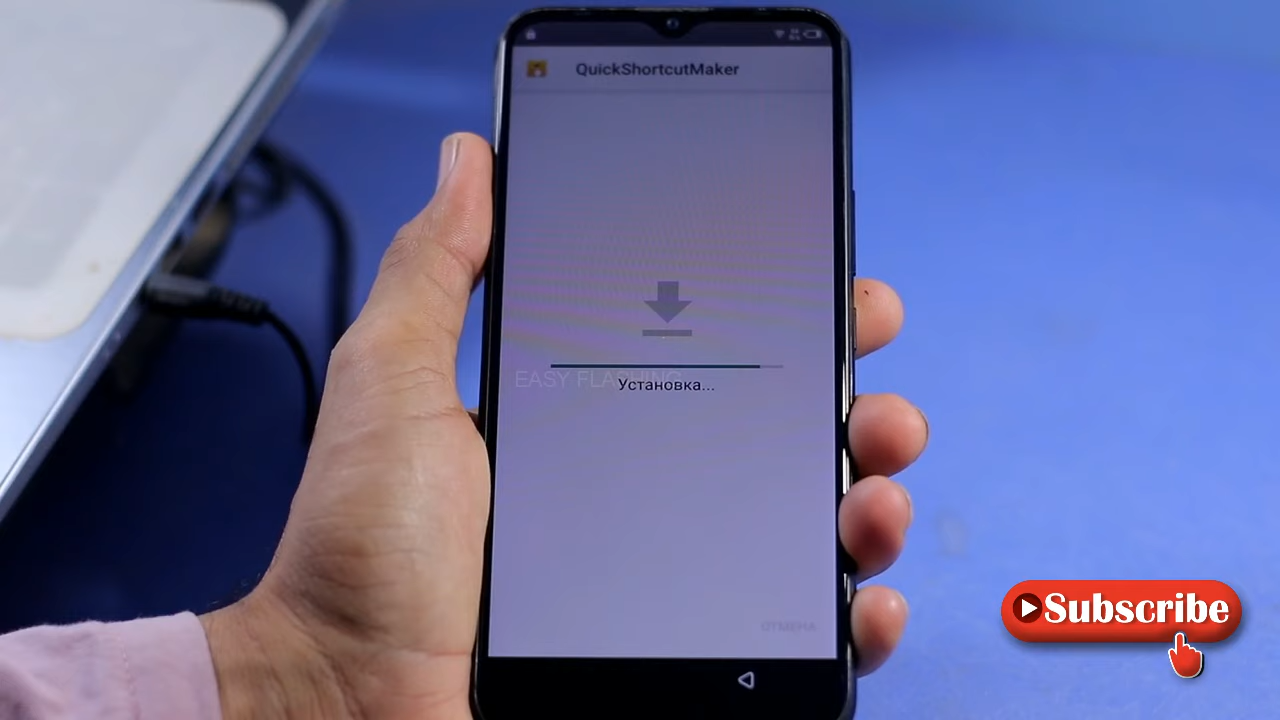 QuickShortcutMaker
EASY FLASHING
Установка...
ОТМЕНА
Subscribe